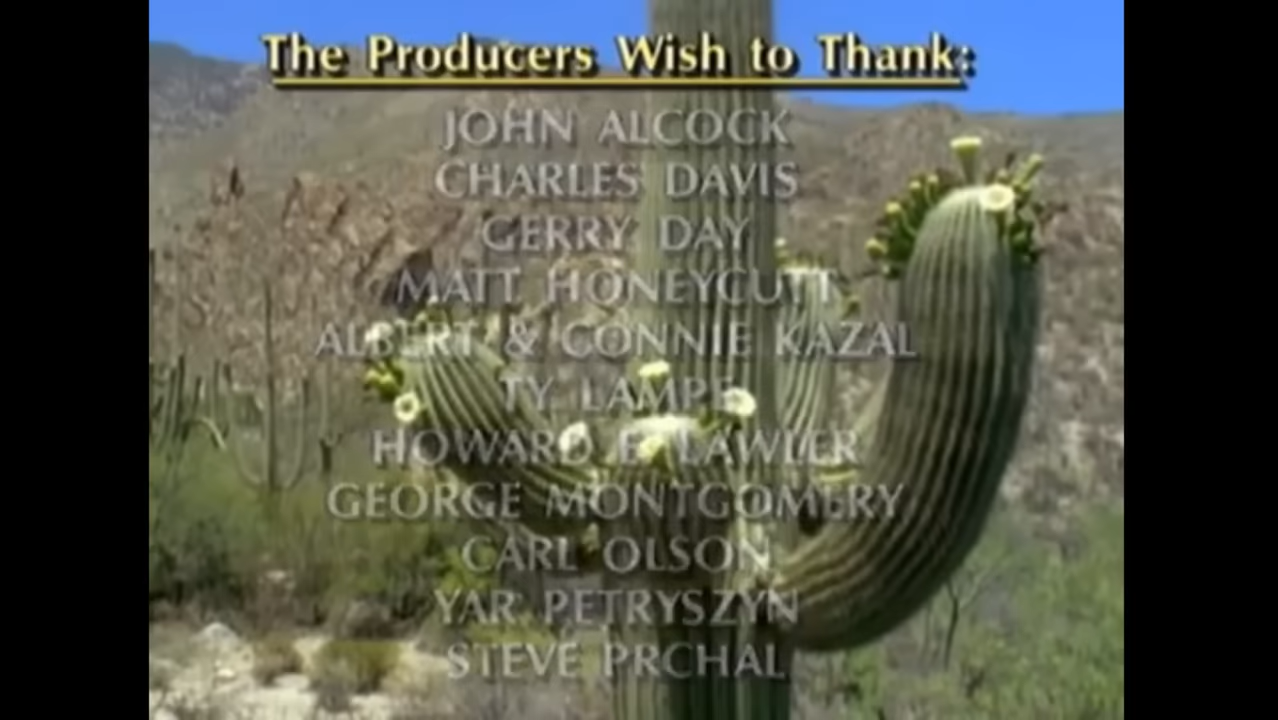 The Producers Wish to Thank:
JOHN ALCOCK
CHARLES DAVIS
GERRY DAY
MATT HONEYCUTT
ALBERT & CONNIE KAZAL
TY LAMPE
HOWARD E. LAWLER
GEORGE MONTGOMERY
CARL OLSON
YAR PETRYSZYN
STEVE PRCHAL